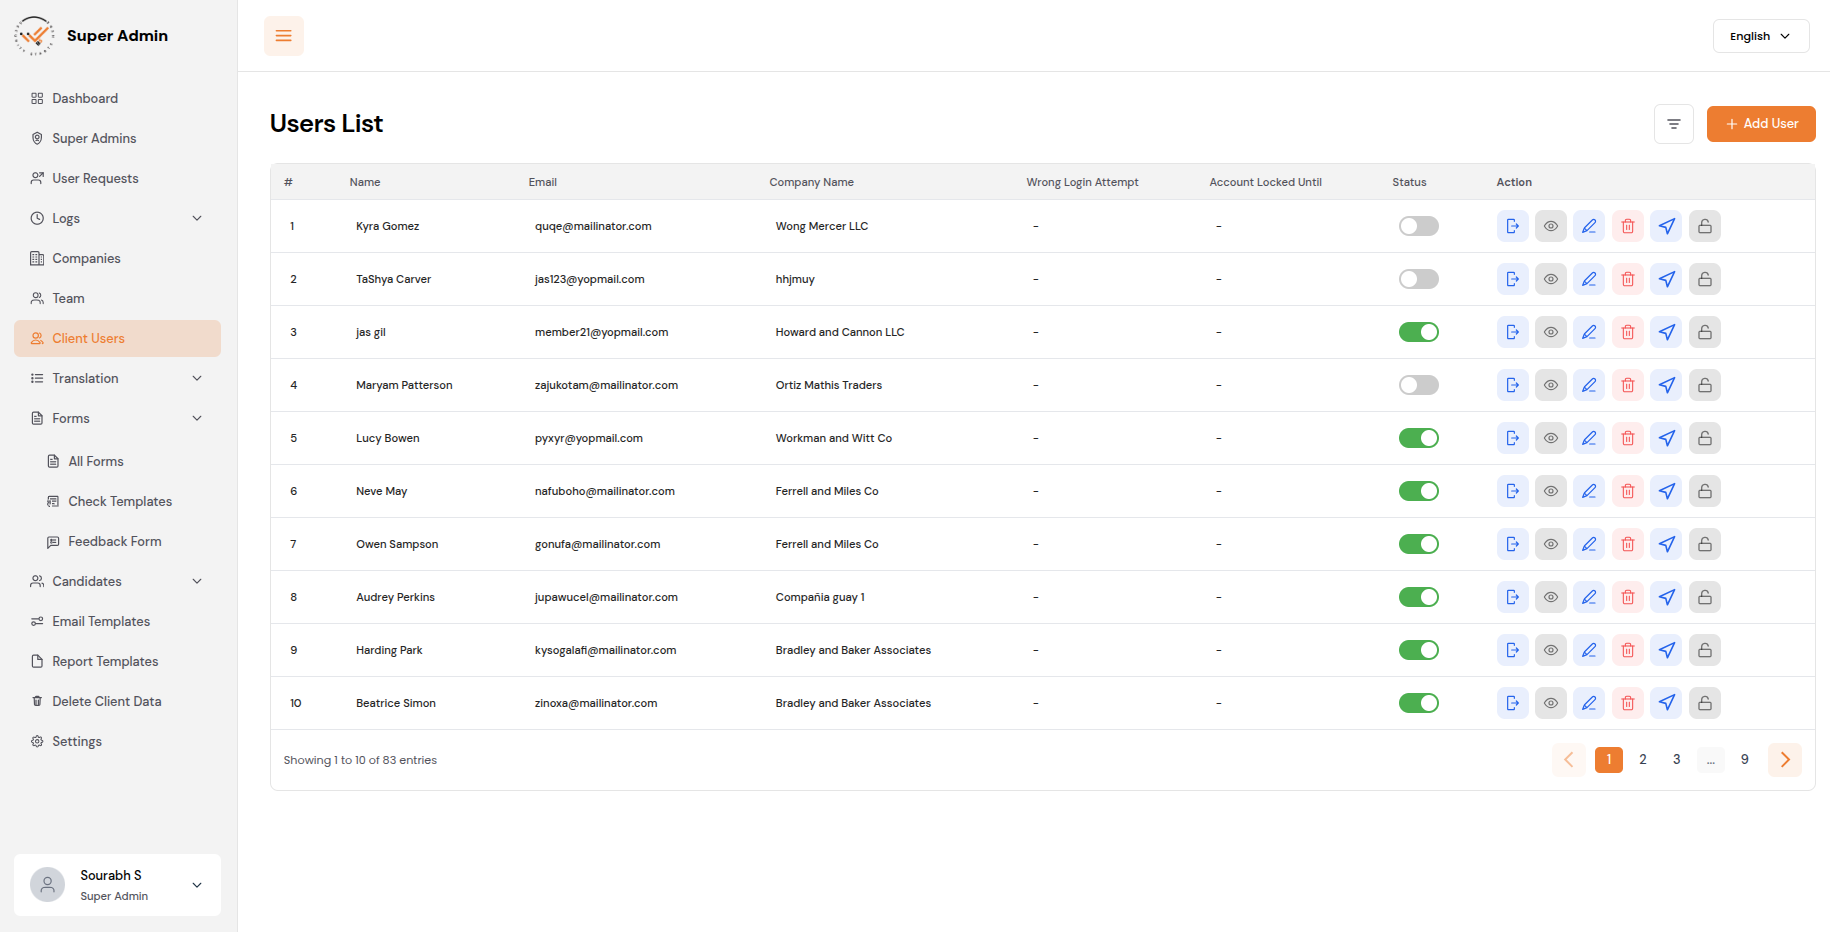 Super Admin
English
Dashboard
Super Admins
User Requests
Logs
Companies
Team
Client Users
Translation
Forms
All Forms
Check Templates
Feedback Form
Candidates
Email Templates
Report Templates
Delete Client Data
Settings
Sourabh S
Super Admin
Users List
+ Add User
# Name Email Company Name Wrong Login Attempt Account Locked Until Status Action
1 Kyra Gomez quqe@mailinator.com Wong Mercer LLC - -
2 TaShya Carver jas123@yopmail.com hhjmuy - -
3 jas gil member21@yopmail.com Howard and Cannon LLC - -
4 Maryam Patterson zajukotam@mailinator.com Ortiz Mathis Traders - -
5 Lucy Bowen pyxyr@yopmail.com Workman and Witt Co - -
6 Neve May nafuboho@mailinator.com Ferrell and Miles Co - -
7 Owen Sampson gonufa@mailinator.com Ferrell and Miles Co - -
8 Audrey Perkins jupawucel@mailinator.com Compañia guay 1 - -
9 Harding Park kysogalafi@mailinator.com Bradley and Baker Associates - -
10 Beatrice Simon zinoxa@mailinator.com Bradley and Baker Associates - -
Showing 1 to 10 of 83 entries
1 2 3 ... 9